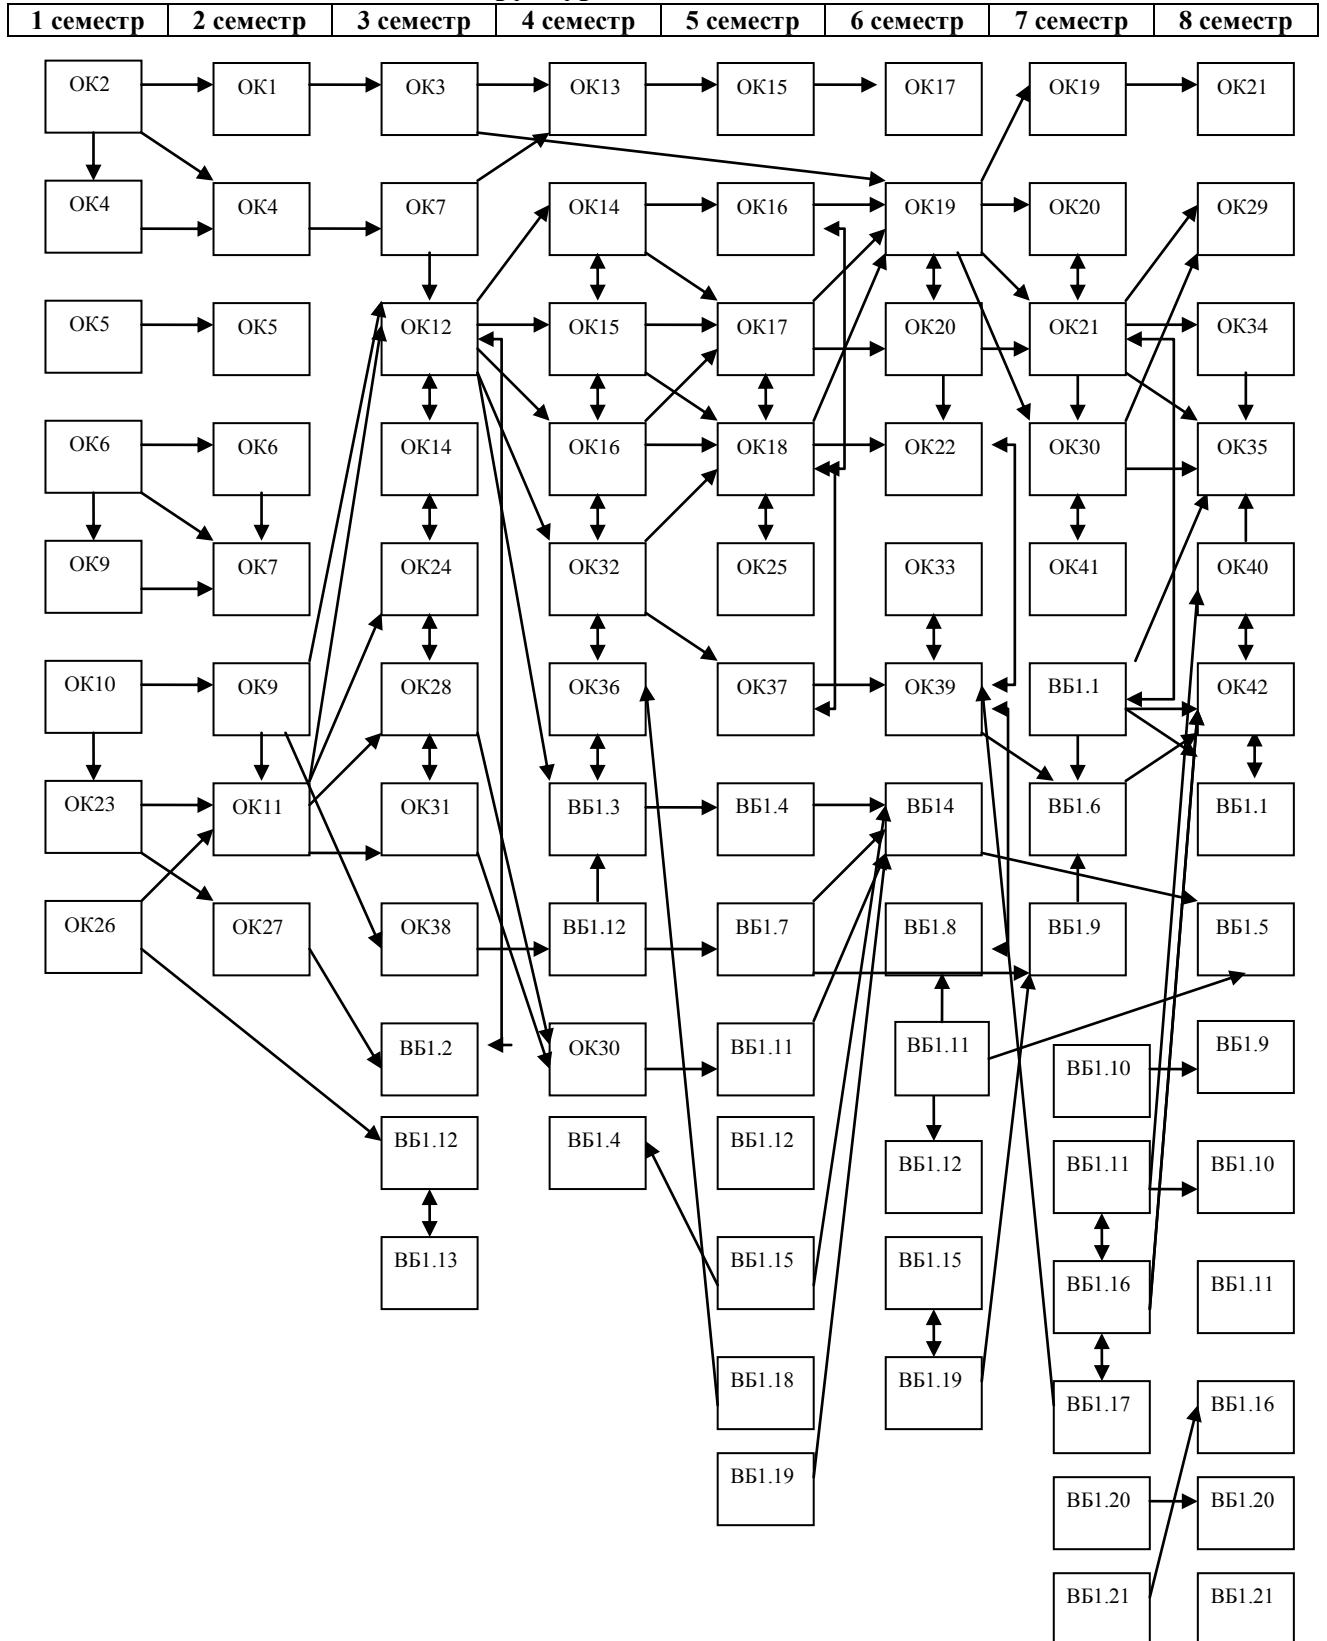 1 семестр 2 семестр 3 семестр 4 семестр 5 семестр 6 семестр 7 семестр 8 семестр
ОК2 ОК1 ОК3 ОК13 ОК15 ОК17 ОК19 ОК21
ОК4 ОК4 ОК7 ОК14 ОК16 ОК19 ОК20 ОК29
ОК5 ОК5 ОК12 ОК15 ОК17 ОК20 ОК21 ОК34
ОК6 ОК6 ОК14 ОК16 ОК18 ОК22 ОК30 ОК35
ОК9 ОК7 ОК24 ОК32 ОК25 ОК33 ОК41 ОК40
ОК10 ОК9 ОК28 ОК36 ОК37 ОК39 ВБ1.1 ОК42
ОК23 ОК11 ОК31 ВБ1.3 ВБ1.4 ВБ14 ВБ1.6 ВБ1.1
ОК26 ОК27 ОК38 ВБ1.12 ВБ1.7 ВБ1.8 ВБ1.9 ВБ1.5
ВБ1.2 ОК30 ВБ1.11 ВБ1.11 ВБ1.10 ВБ1.9
ВБ1.12 ВБ1.4 ВБ1.12 ВБ1.12 ВБ1.11 ВБ1.10
ВБ1.13 ВБ1.15 ВБ1.15 ВБ1.16 ВБ1.11
ВБ1.18 ВБ1.19 ВБ1.17 ВБ1.16
ВБ1.19 ВБ1.20 ВБ1.20
ВБ1.21 ВБ1.21